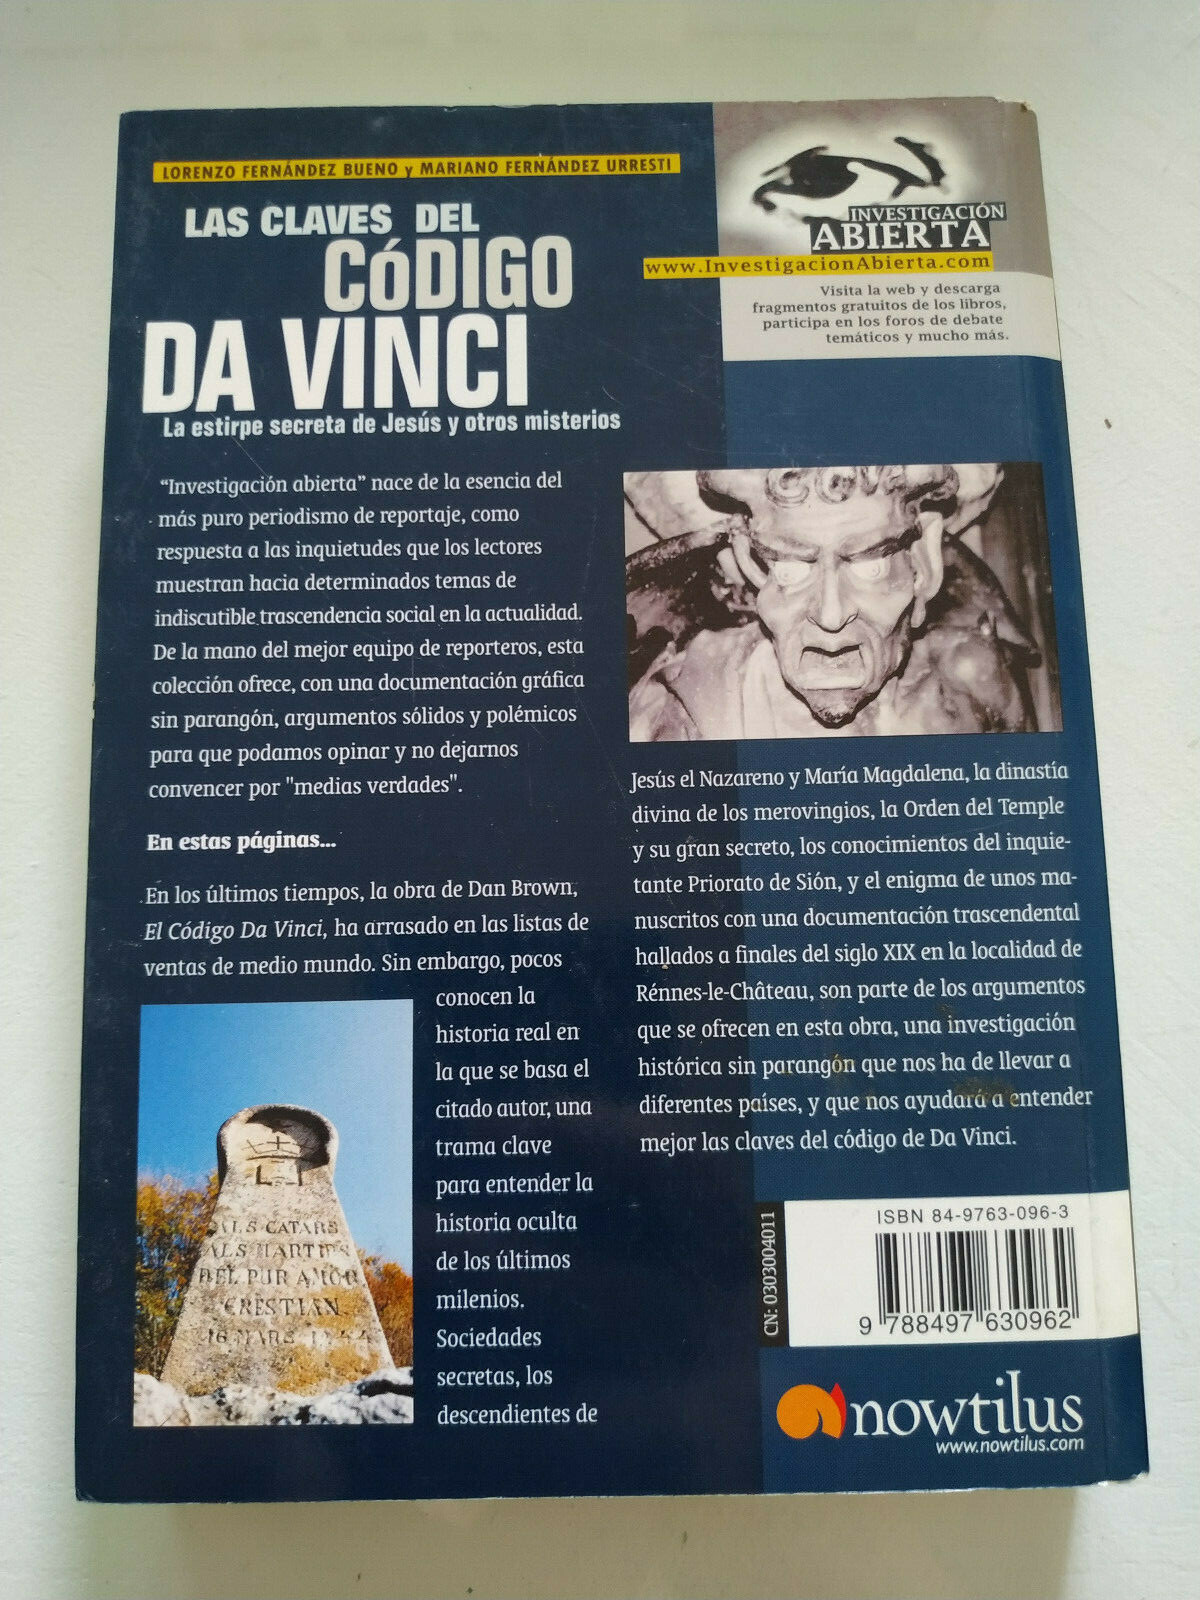 LORENZO FERNÁNDEZ BUENO y MARIANO FERNÁNDEZ URRESTI
LAS CLAVES DEL
CÓDIGO
DA VINCI
La estirpe secreta de Jesús y otros misterios
INVESTIGACIÓN
ABIERTA
www.InvestigacionAbierta.com
Visita la web y descarga
fragmentos gratuitos de los libros,
participa en los foros de debate
temáticos y mucho más.
“Investigación abierta” nace de la esencia del
más puro periodismo de reportaje, como
respuesta a las inquietudes que los lectores
muestran hacia determinados temas de
indiscutible trascendencia social en la actualidad.
De la mano del mejor equipo de reporteros, esta
colección ofrece, con una documentación gráfica
sin parangón, argumentos sólidos y polémicos
para que podamos opinar y no dejarnos
convencer por "medias verdades".
En estas páginas...
En los últimos tiempos, la obra de Dan Brown,
El Código Da Vinci, ha arrasado en las listas de
ventas de medio mundo. Sin embargo, pocos
conocen la
historia real en
la que se basa el
citado autor, una
trama clave
para entender la
historia oculta
de los últimos
milenios.
Sociedades
secretas, los
descendientes de
ALS CATARS
ALS MARTIRS
DEL PUR AMOR
CRESTIAN
16 MARS 1244
Jesús el Nazareno y María Magdalena, la dinastía
divina de los merovingios, la Orden del Temple
y su gran secreto, los conocimientos del inquie-
tante Priorato de Sión, y el enigma de unos ma-
nuscritos con una documentación trascendental
hallados a finales del siglo XIX en la localidad de
Rénnes-le-Château, son parte de los argumentos
que se ofrecen en esta obra, una investigación
histórica sin parangón que nos ha de llevar a
diferentes países, y que nos ayudará a entender
mejor las claves del código de Da Vinci.
CN: 0303004011
ISBN 84-9763-096-3
9 788497 630962
nowtilus
www.nowtilus.com